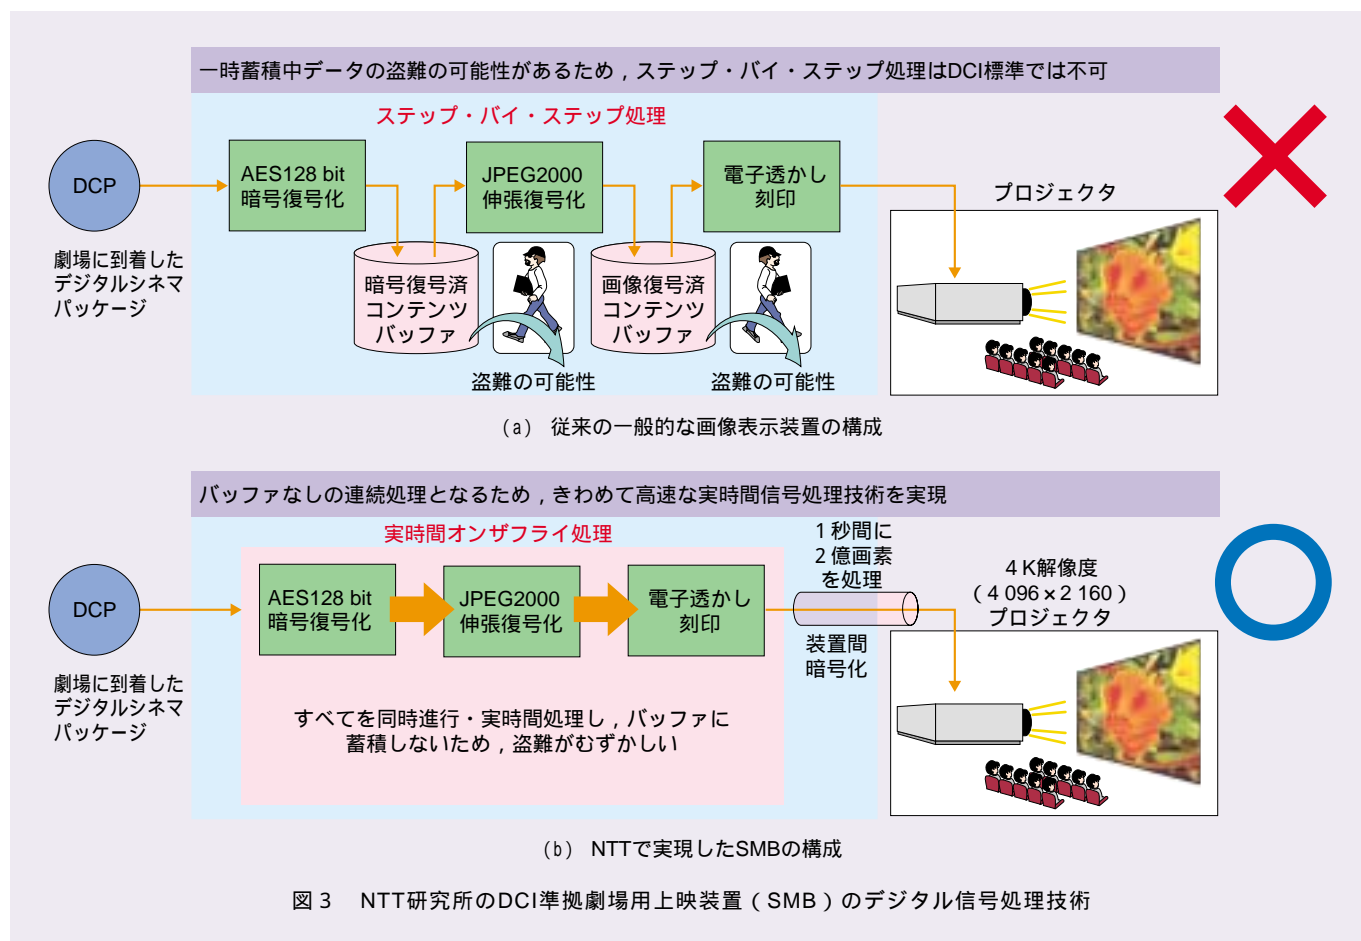 一時蓄積中データの盗難の可能性があるため，ステップ・バイ・ステップ処理はDCI標準では不可
ステップ・バイ・ステップ処理
DCP
AES128 bit
暗号復号化
JPEG2000
伸張復号化
電子透かし
刻印
プロジェクタ
劇場に到着した
デジタルシネマ
パッケージ
暗号復号済
コンテンツ
バッファ
画像復号済
コンテンツ
バッファ
盗難の可能性
盗難の可能性
（a） 従来の一般的な画像表示装置の構成
バッファなしの連続処理となるため，きわめて高速な実時間信号処理技術を実現
実時間オンザフライ処理
1秒間に
2億画素
を処理
DCP
AES128 bit
暗号復号化
JPEG2000
伸張復号化
電子透かし
刻印
4K解像度
（4 096×2 160）
プロジェクタ
装置間
暗号化
劇場に到着した
デジタルシネマ
パッケージ
すべてを同時進行・実時間処理し，バッファに
蓄積しないため，盗難がむずかしい
（b） NTTで実現したSMBの構成
図3 NTT研究所のDCI準拠劇場用上映装置（SMB）のデジタル信号処理技術